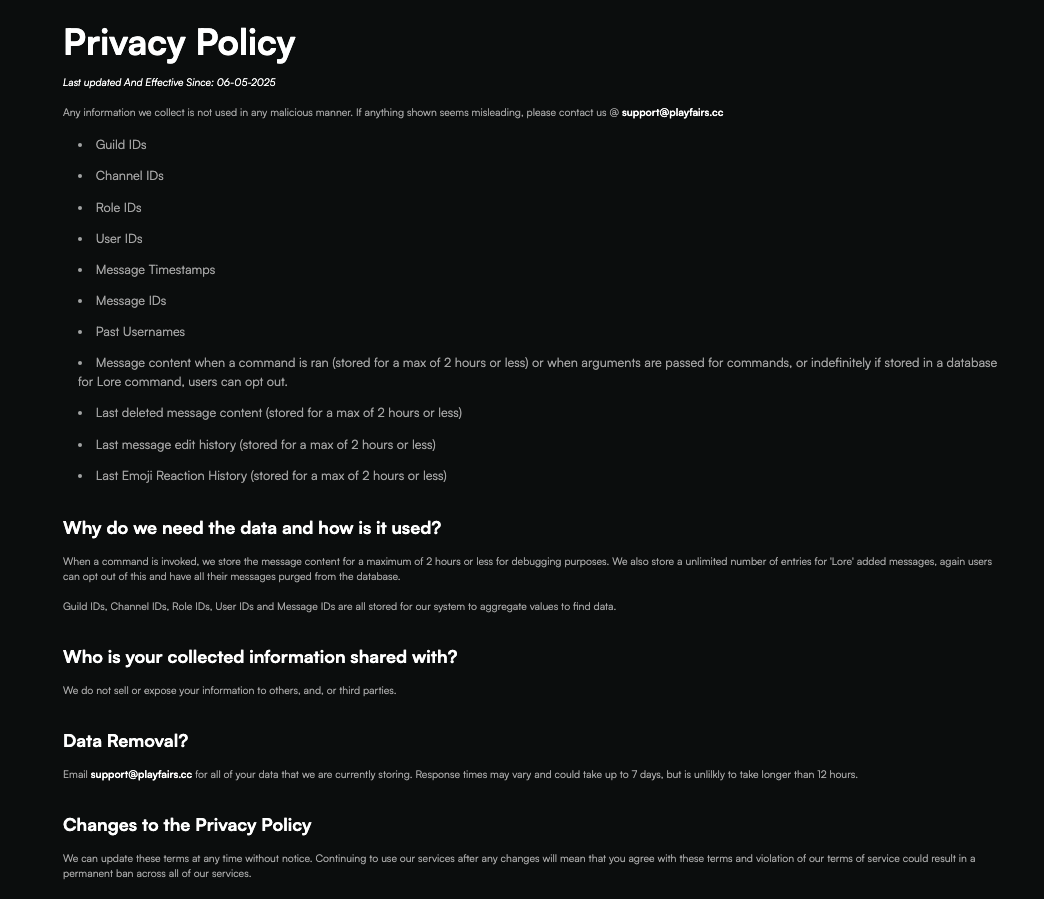 Privacy Policy
Last updated And Effective Since: 06-05-2025
Any information we collect is not used in any malicious manner. If anything shown seems misleading, please contact us @ support@playfairs.cc
• Guild IDs
• Channel IDs
• Role IDs
• User IDs
• Message Timestamps
• Message IDs
• Past Usernames
• Message content when a command is ran (stored for a max of 2 hours or less) or when arguments are passed for commands, or indefinitely if stored in a database
for Lore command, users can opt out.
• Last deleted message content (stored for a max of 2 hours or less)
• Last message edit history (stored for a max of 2 hours or less)
• Last Emoji Reaction History (stored for a max of 2 hours or less)
Why do we need the data and how is it used?
When a command is invoked, we store the message content for a maximum of 2 hours or less for debugging purposes. We also store a unlimited number of entries for 'Lore' added messages, again users
can opt out of this and have all their messages purged from the database.
Guild IDs, Channel IDs, Role IDs, User IDs and Message IDs are all stored for our system to aggregate values to find data.
Who is your collected information shared with?
We do not sell or expose your information to others, and, or third parties.
Data Removal?
Email support@playfairs.cc for all of your data that we are currently storing. Response times may vary and could take up to 7 days, but is unlilkly to take longer than 12 hours.
Changes to the Privacy Policy
We can update these terms at any time without notice. Continuing to use our services after any changes will mean that you agree with these terms and violation of our terms of service could result in a
permanent ban across all of our services.